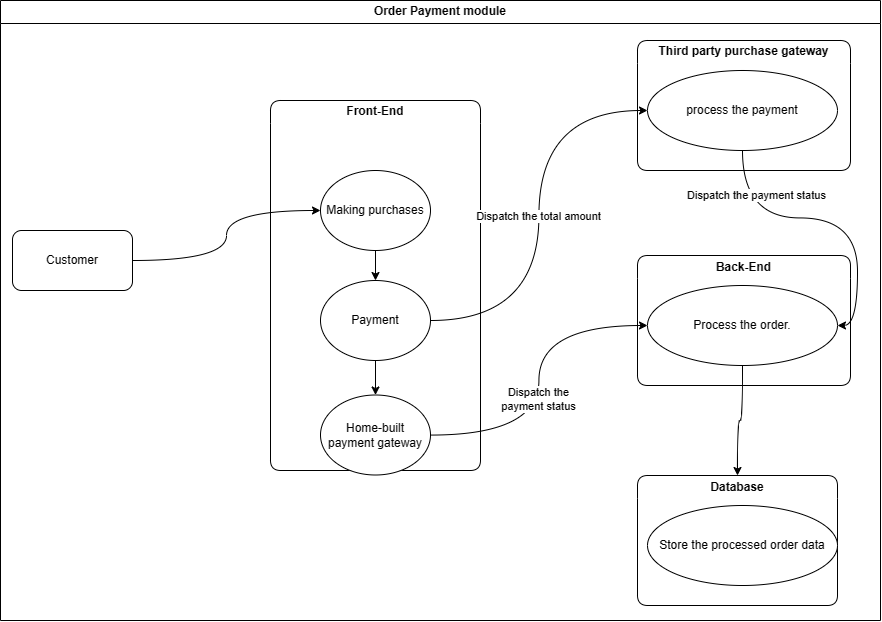 Order Payment module
Third party purchase gateway
process the payment
Front-End
Making purchases
Dispatch the payment status
Dispatch the total amount
Customer
Back-End
Payment
Process the order.
Dispatch the
payment status
Home-built
payment gateway
Database
Store the processed order data